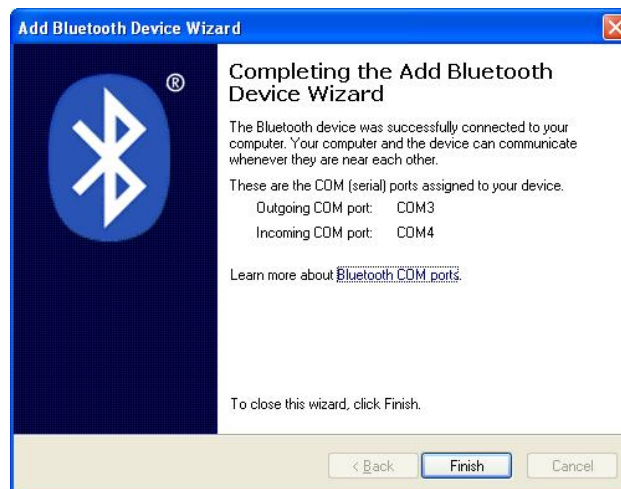 Add Bluetooth Device Wizard
®
Completing the Add Bluetooth
Device Wizard
The Bluetooth device was successfully connected to your
computer. Your computer and the device can communicate
whenever they are near each other.
These are the COM (serial) ports assigned to your device.
Outgoing COM port: COM3
Incoming COM port: COM4
Learn more about Bluetooth COM ports.
To close this wizard, click Finish.
< Back Finish Cancel